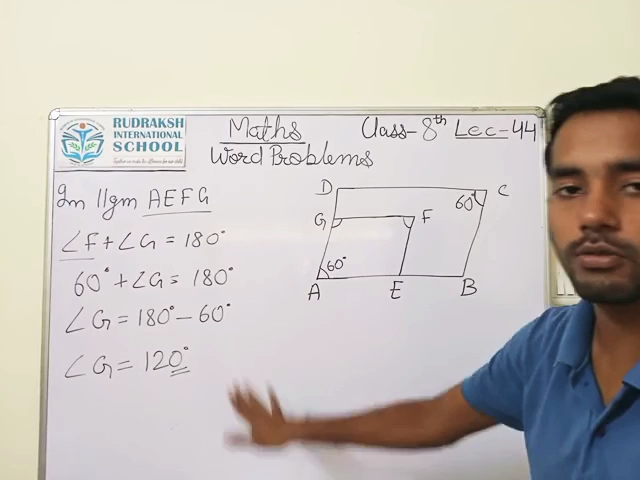 RUDRAKSH
INTERNATIONAL
SCHOOL
Maths Class-8th Lec-44
Word Problems
In llgm AEFG
∠F+∠G=180°
60°+∠G=180°
∠G=180°-60°
∠G=120°
D C
60°
G F
60°
A E B